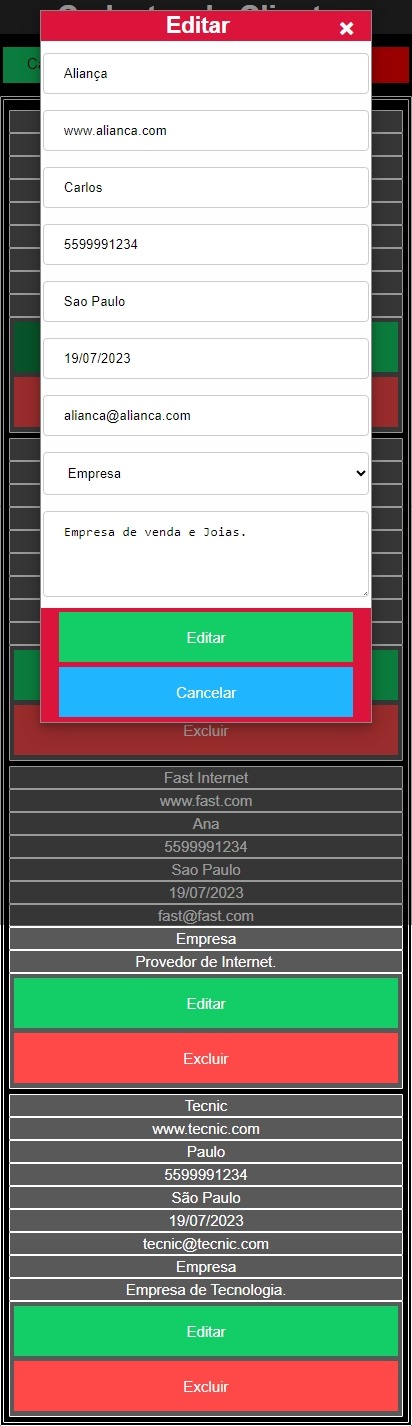 Editar
×
Aliança
www.alianca.com
Carlos
5599991234
Sao Paulo
19/07/2023
alianca@alianca.com
Empresa
Empresa de venda e Joias.
Editar
Cancelar
Excluir
Fast Internet
www.fast.com
Ana
5599991234
Sao Paulo
19/07/2023
fast@fast.com
Empresa
Provedor de Internet.
Editar
Excluir
Tecnic
www.tecnic.com
Paulo
5599991234
São Paulo
19/07/2023
tecnic@tecnic.com
Empresa
Empresa de Tecnologia.
Editar
Excluir